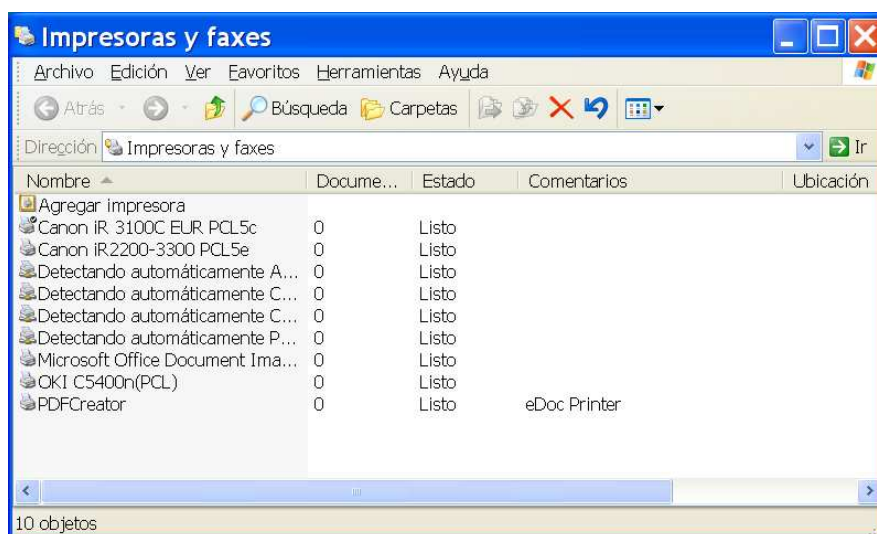 Impresoras y faxes
Archivo Edición Ver Favoritos Herramientas Ayuda
Atrás Búsqueda Carpetas
Dirección Impresoras y faxes Ir
Nombre Docume... Estado Comentarios Ubicación
Agregar impresora
Canon iR 3100C EUR PCL5c 0 Listo
Canon iR2200-3300 PCL5e 0 Listo
Detectando automáticamente A... 0 Listo
Detectando automáticamente C... 0 Listo
Detectando automáticamente C... 0 Listo
Detectando automáticamente P... 0 Listo
Microsoft Office Document Ima... 0 Listo
OKI C5400n(PCL) 0 Listo
PDFCreator 0 Listo eDoc Printer
10 objetos